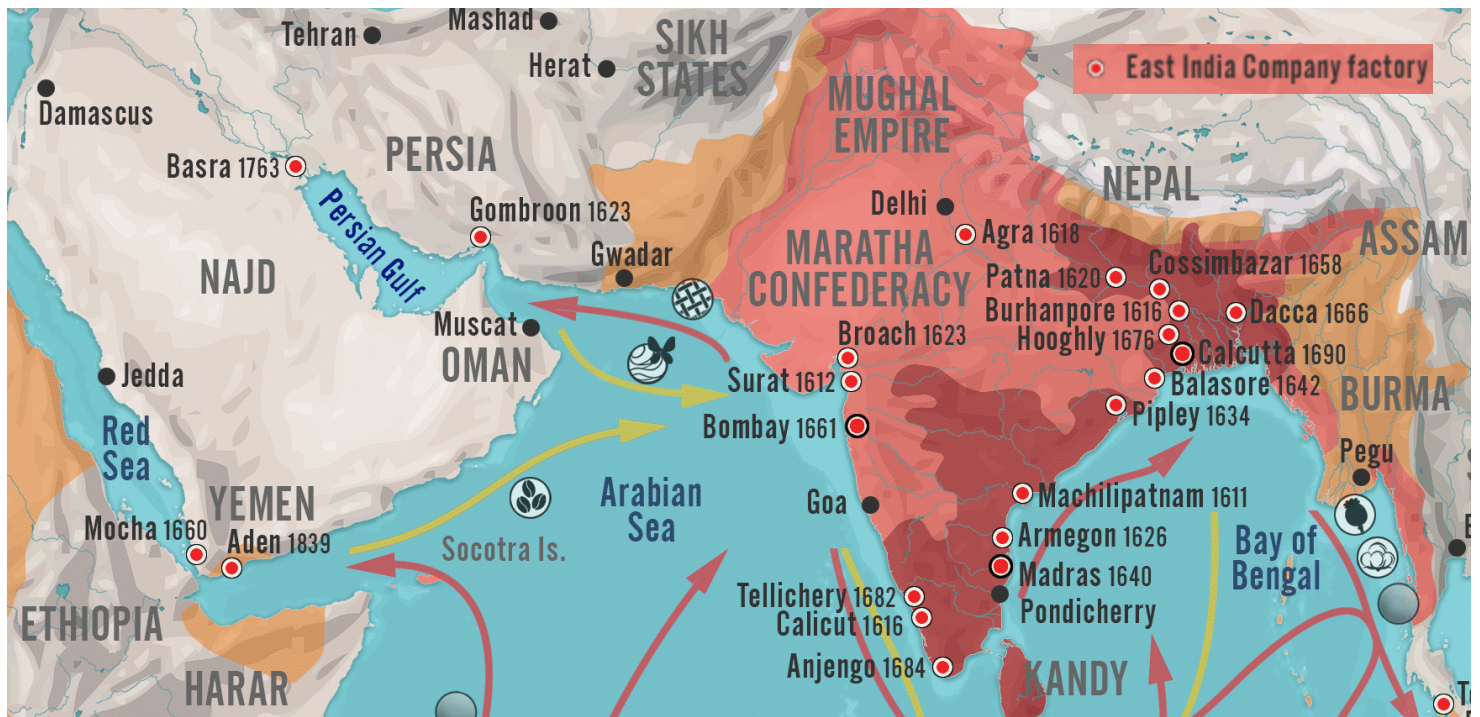 Mashad
Tehran
SIKH
STATES
Herat
East India Company factory
Damascus
MUGHAL
EMPIRE
PERSIA
Basra 1763
NEPAL
Persian Gulf
Gombroon 1623
Delhi
Agra 1618
MARATHA
CONFEDERACY
ASSAM
Gwadar
NAJD
Patna 1620
Cossimbazar 1658
Burhanpore 1616
Dacca 1666
Muscat
Broach 1623
Hooghly 1676
Calcutta 1690
OMAN
Jedda
Surat 1612
Balasore 1642
BURMA
Bombay 1661
Pipley 1634
Red
Sea
Pegu
YEMEN
Arabian
Sea
Goa
Machilipatnam 1611
Mocha 1660
Aden 1839
Socotra Is.
Armegon 1626
Bay of
Bengal
Madras 1640
Tellichery 1682
Pondicherry
ETHIOPIA
Calicut 1616
Anjengo 1684
KANDY
HARAR